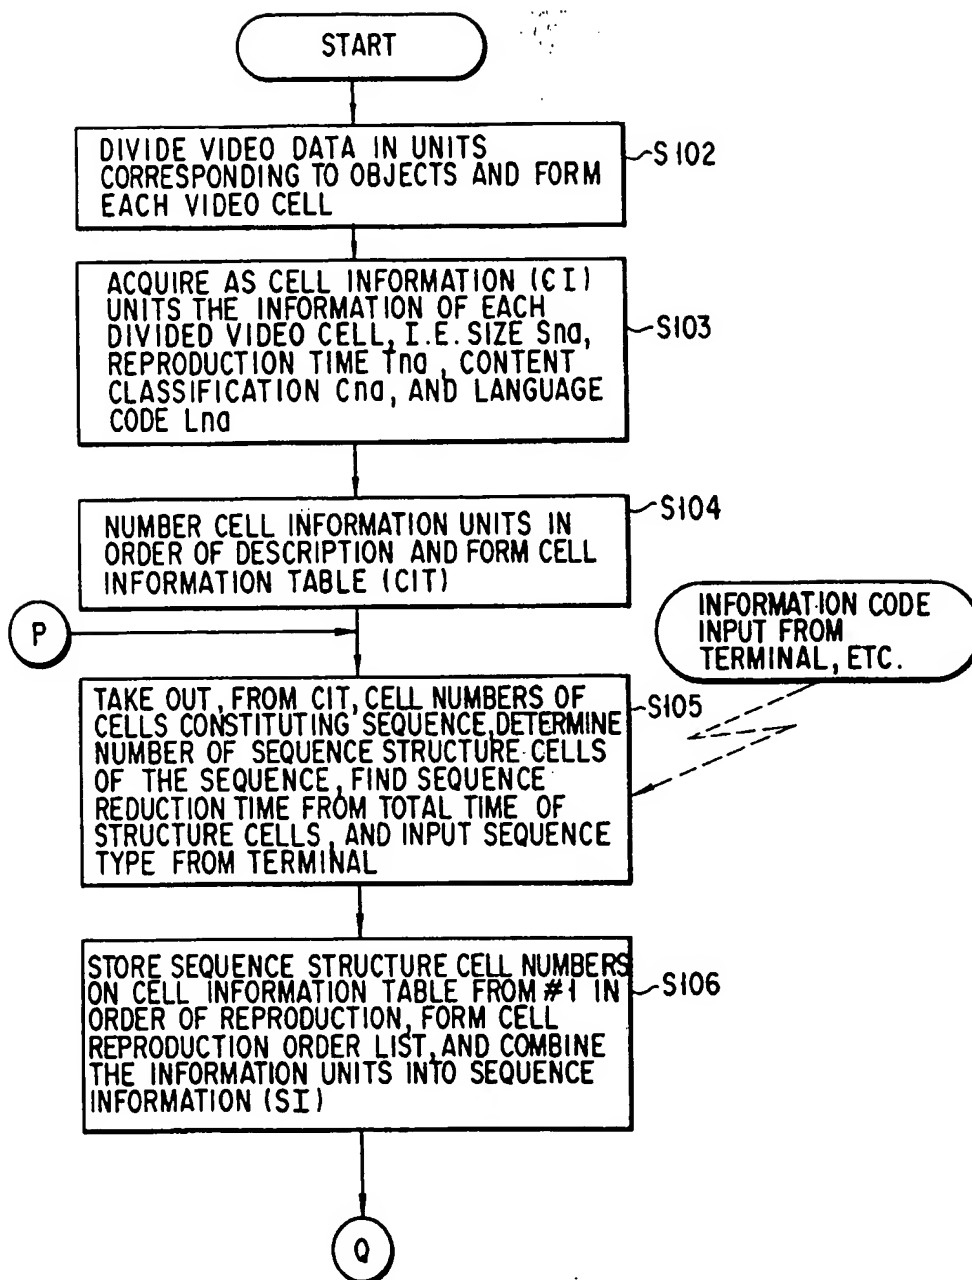 START
DIVIDE VIDEO DATA IN UNITS
CORRESPONDING TO OBJECTS AND FORM
EACH VIDEO CELL
S102
ACQUIRE AS CELL INFORMATION (CI)
UNITS THE INFORMATION OF EACH
DIVIDED VIDEO CELL, I.E. SIZE Sna,
REPRODUCTION TIME Tna, CONTENT
CLASSIFICATION Cna, AND LANGUAGE
CODE Lna
S103
NUMBER CELL INFORMATION UNITS IN
ORDER OF DESCRIPTION AND FORM CELL
INFORMATION TABLE (CIT)
S104
P
INFORMATION CODE
INPUT FROM
TERMINAL, ETC.
TAKE OUT, FROM CIT, CELL NUMBERS OF
CELLS CONSTITUTING SEQUENCE, DETERMINE
NUMBER OF SEQUENCE STRUCTURE CELLS
OF THE SEQUENCE, FIND SEQUENCE
REDUCTION TIME FROM TOTAL TIME OF
STRUCTURE CELLS, AND INPUT SEQUENCE
TYPE FROM TERMINAL
S105
STORE SEQUENCE STRUCTURE CELL NUMBERS
ON CELL INFORMATION TABLE FROM #1 IN
ORDER OF REPRODUCTION, FORM CELL
REPRODUCTION ORDER LIST, AND COMBINE
THE INFORMATION UNITS INTO SEQUENCE
INFORMATION (SI)
S106
Q